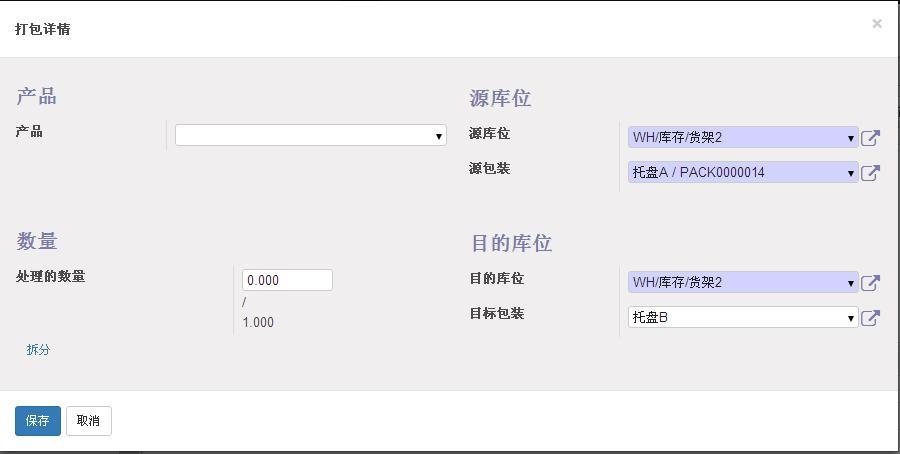 打包详情
×
产品
产品
源库位
源库位
WH/库存/货架2
源包装
托盘A / PACK0000014
数量
处理的数量
0.000
/
1.000
拆分
目的库位
目的库位
WH/库存/货架2
目标包装
托盘B
保存
取消